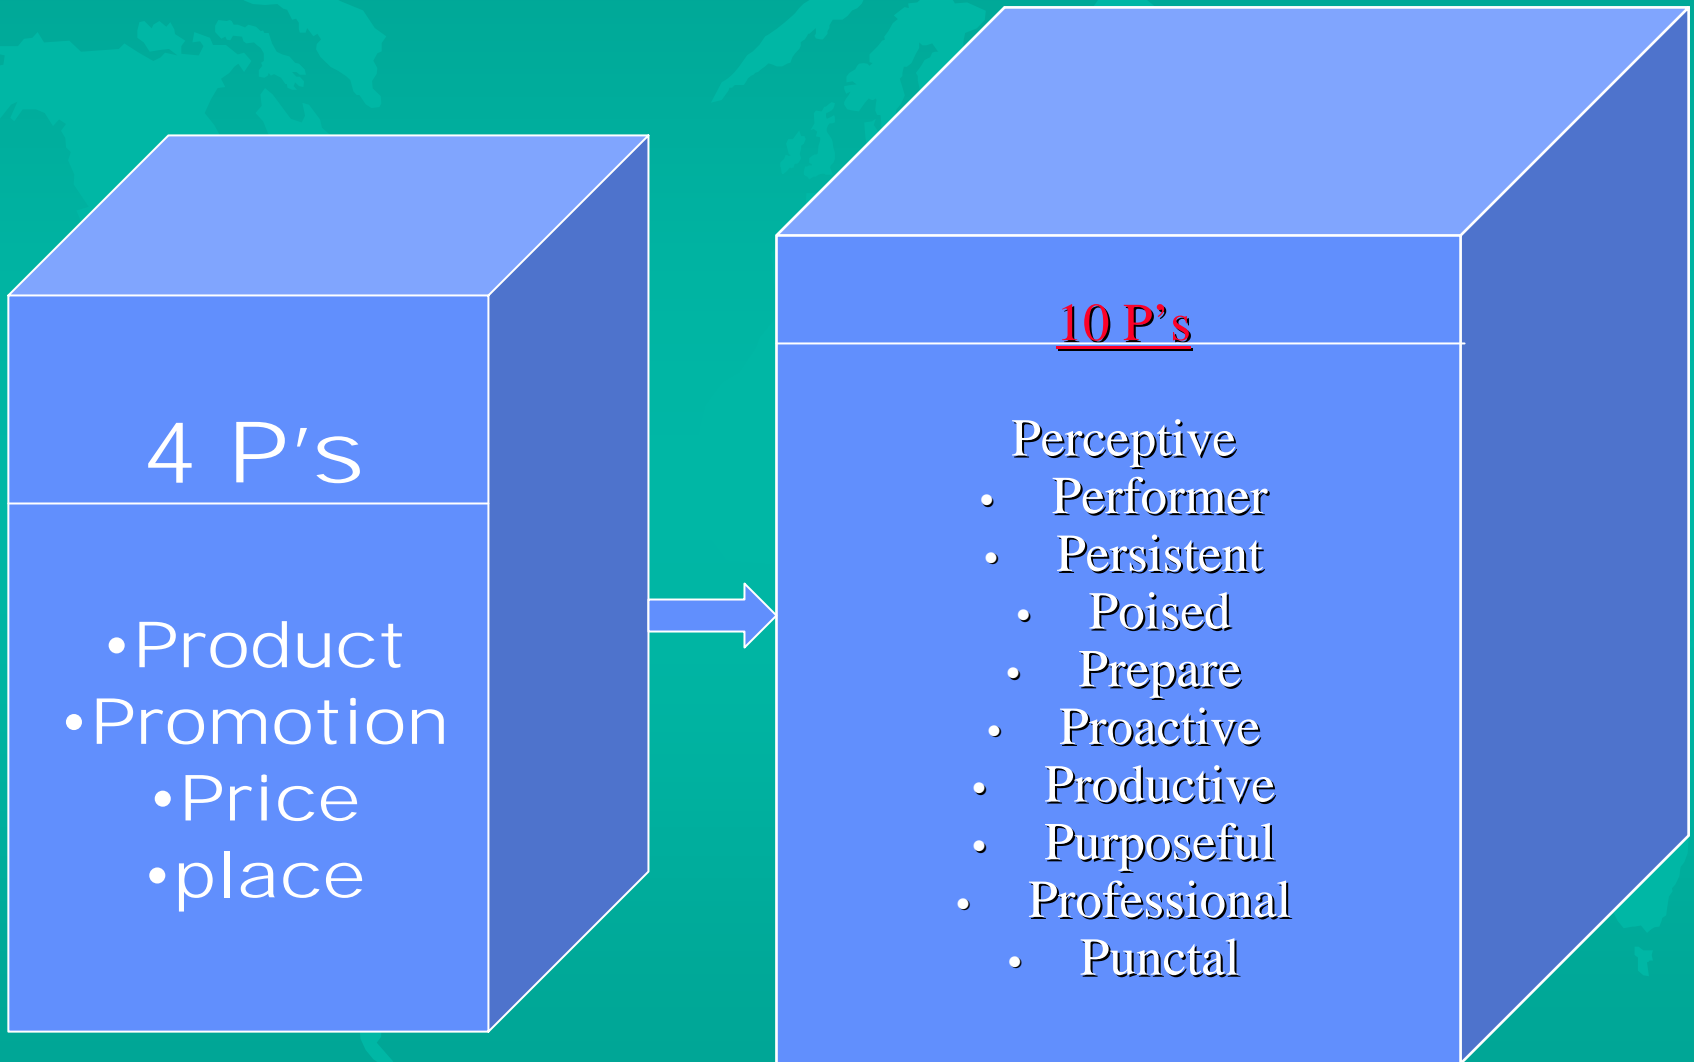 4 P's
•Product
•Promotion
•Price
•place
10 P’s
Perceptive
• Performer
• Persistent
• Poised
• Prepare
• Proactive
• Productive
• Purposeful
• Professional
• Punctal